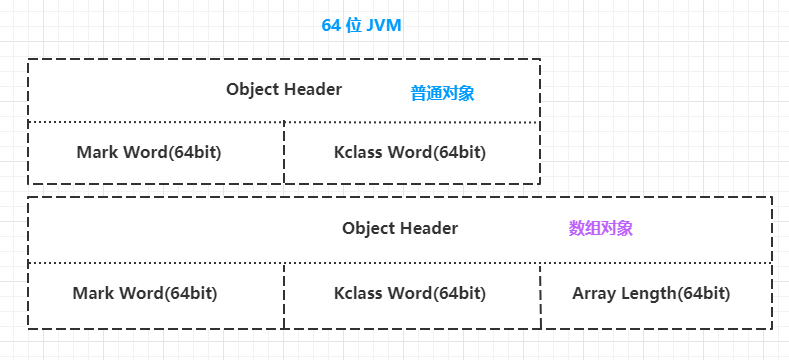 64 位 JVM
Object Header 普通对象
Mark Word(64bit) Kclass Word(64bit)
Object Header 数组对象
Mark Word(64bit) Kclass Word(64bit) Array Length(64bit)